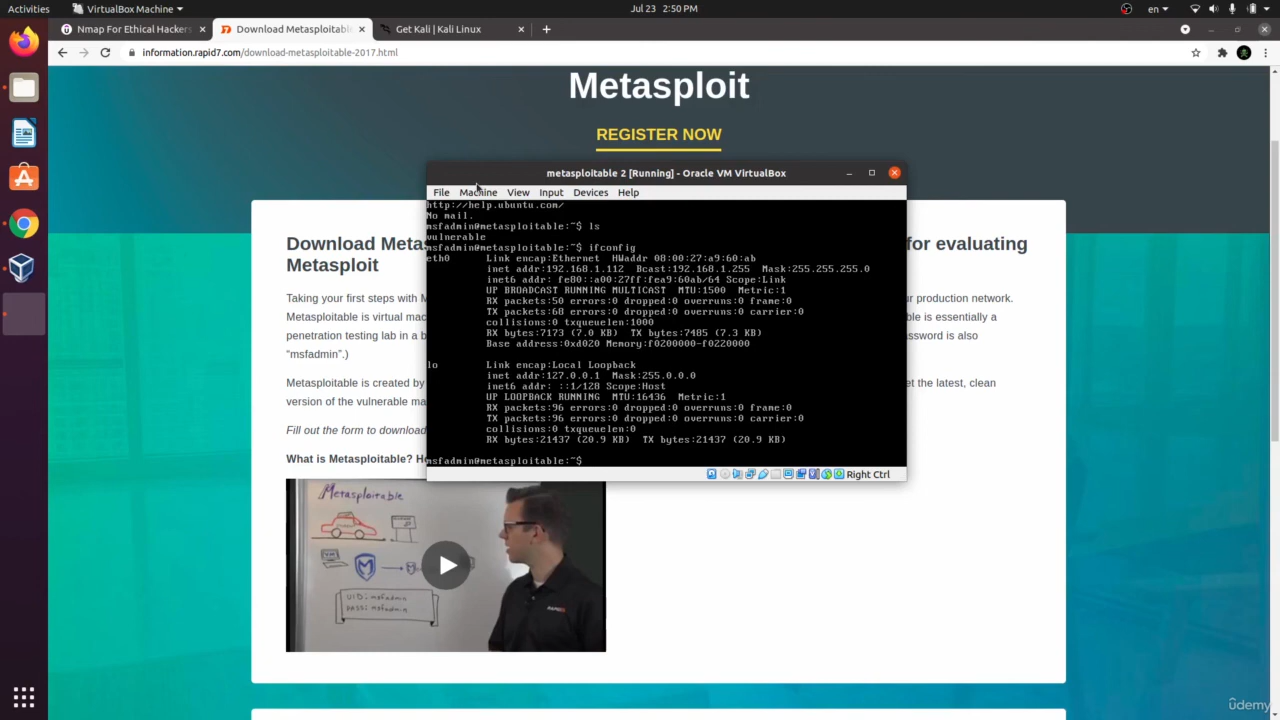 Activities
VirtualBox Machine
Jul 23 2:50 PM
en
Nmap For Ethical Hackers
Download Metasploitable
Get Kali | Kali Linux
information.rapid7.com/download-metasploitable-2017.html
Metasploit
REGISTER NOW
metasploitable 2 [Running] - Oracle VM VirtualBox
File Machine View Input Devices Help
http://help.ubuntu.com/
No mail.
msfadmin@metasploitable:~$ ls
vulnerable
msfadmin@metasploitable:~$ ifconfig
eth0 Link encap:Ethernet HWaddr 08:00:27:a9:60:ab
inet addr:192.168.1.112 Bcast:192.168.1.255 Mask:255.255.255.0
inet6 addr: fe80::a00:27ff:fea9:60ab/64 Scope:Link
UP BROADCAST RUNNING MULTICAST MTU:1500 Metric:1
RX packets:50 errors:0 dropped:0 overruns:0 frame:0
TX packets:68 errors:0 dropped:0 overruns:0 carrier:0
collisions:0 txqueuelen:1000
RX bytes:7173 (7.0 KB) TX bytes:7485 (7.3 KB)
Base address:0xd020 Memory:f0200000-f0220000
lo Link encap:Local Loopback
inet addr:127.0.0.1 Mask:255.0.0.0
inet6 addr: ::1/128 Scope:Host
UP LOOPBACK RUNNING MTU:16436 Metric:1
RX packets:96 errors:0 dropped:0 overruns:0 frame:0
TX packets:96 errors:0 dropped:0 overruns:0 carrier:0
collisions:0 txqueuelen:0
RX bytes:21437 (20.9 KB) TX bytes:21437 (20.9 KB)
msfadmin@metasploitable:~$
Right Ctrl
Download Metas for evaluating
Metasploit
Taking your first steps with M ur production network.
Metasploitable is virtual mac ble is essentially a
penetration testing lab in a b assword is also
“msfadmin”.)
Metasploitable is created by et the latest, clean
version of the vulnerable ma
Fill out the form to download
What is Metasploitable? H
Metasploitable
UID: msfadmin
PASS: msfadmin
RAPID7
ûdemy